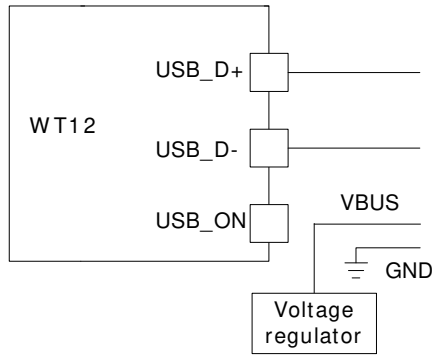 USB_D+
WT12
USB_D-
USB_ON
VBUS
GND
Voltage
regulator